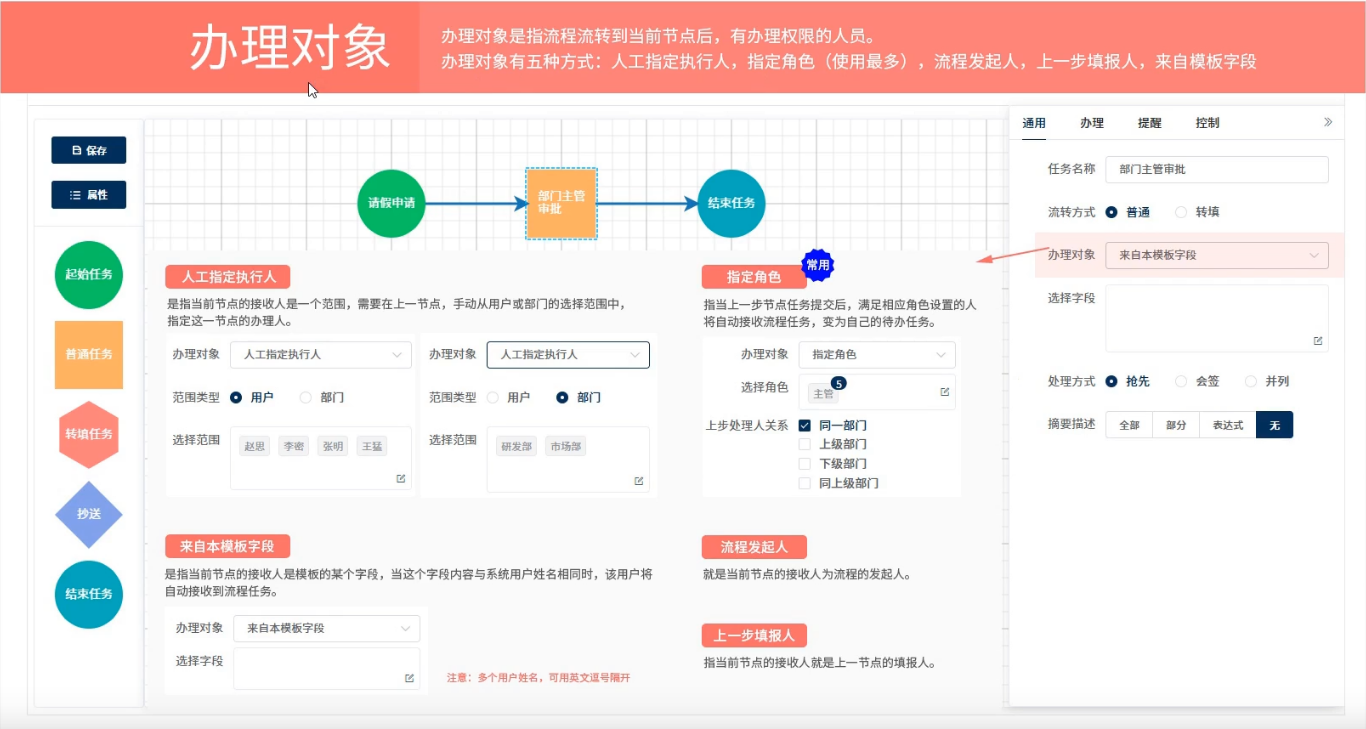 办理对象
办理对象是指流程流转到当前节点后，有办理权限的人员。
办理对象有五种方式：人工指定执行人，指定角色（使用最多），流程发起人，上一步填报人，来自模板字段
保存
属性
起始任务
普通任务
转填任务
抄送
结束任务
请假申请
部门主管
审批
结束任务
人工指定执行人
是指当前节点的接收人是一个范围，需要在上一节点，手动从用户或部门的选择范围中，
指定这一节点的办理人。
办理对象 人工指定执行人
范围类型 用户 部门
选择范围 赵思 李密 张明 王猛
办理对象 人工指定执行人
范围类型 用户 部门
选择范围 研发部 市场部
指定角色
常用
指当上一步节点任务提交后，满足相应角色设置的人
将自动接收流程任务，变为自己的待办任务。
办理对象 指定角色
选择角色 主管 5
上步处理人关系 同一部门
上级部门
下级部门
同上级部门
来自本模板字段
是指当前节点的接收人是模板的某个字段，当这个字段内容与系统用户姓名相同时，该用户将
自动接收到流程任务。
办理对象 来自本模板字段
选择字段
注意：多个用户姓名，可用英文逗号隔开
流程发起人
就是当前节点的接收人为流程的发起人。
上一步填报人
指当前节点的接收人就是上一节点的填报人。
通用 办理 提醒 控制
任务名称 部门主管审批
流转方式 普通 转填
办理对象 来自本模板字段
选择字段
处理方式 抢先 会签 并列
摘要描述 全部 部分 表达式 无